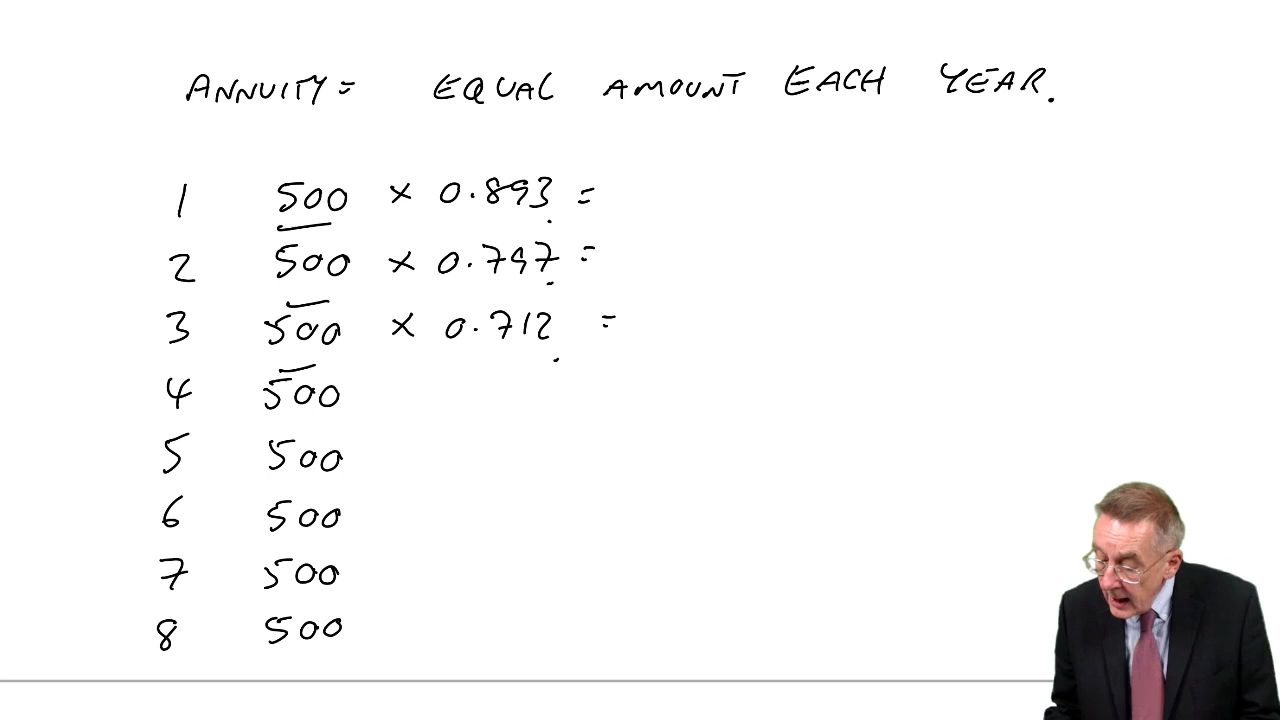 ANNUITY = EQUAL AMOUNT EACH YEAR.
1 500 × 0.893 =
2 500 × 0.797 =
3 500 × 0.712 =
4 500
5 500
6 500
7 500
8 500